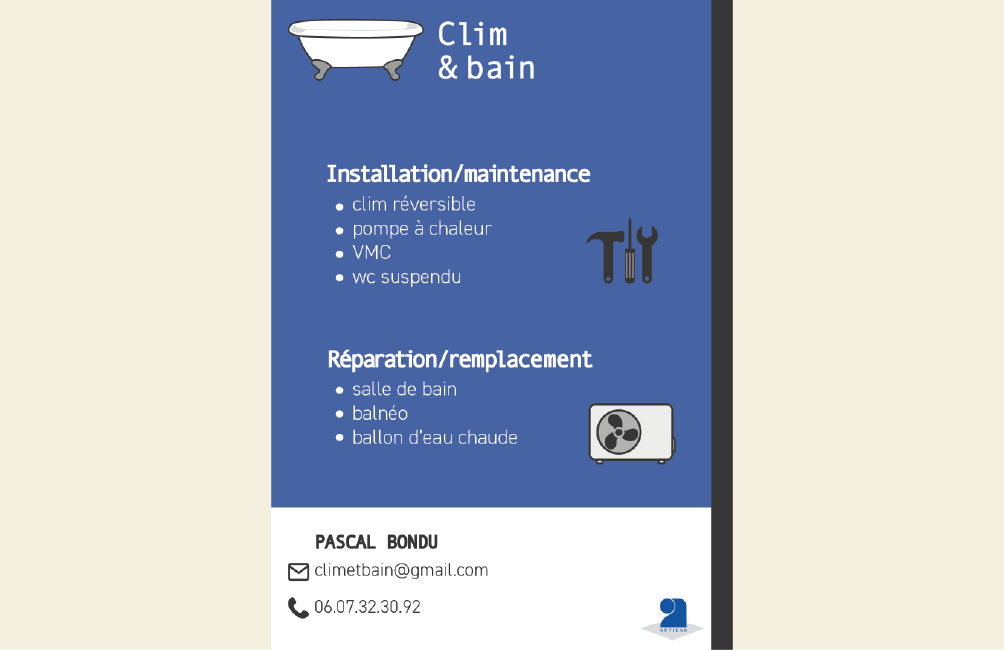 Clim
& bain
Installation/maintenance
clim réversible
pompe à chaleur
VMC
wc suspendu
Réparation/remplacement
salle de bain
balnéo
ballon d'eau chaude
PASCAL BONDU
climetbain@gmail.com
06.07.32.30.92
ARTISAN